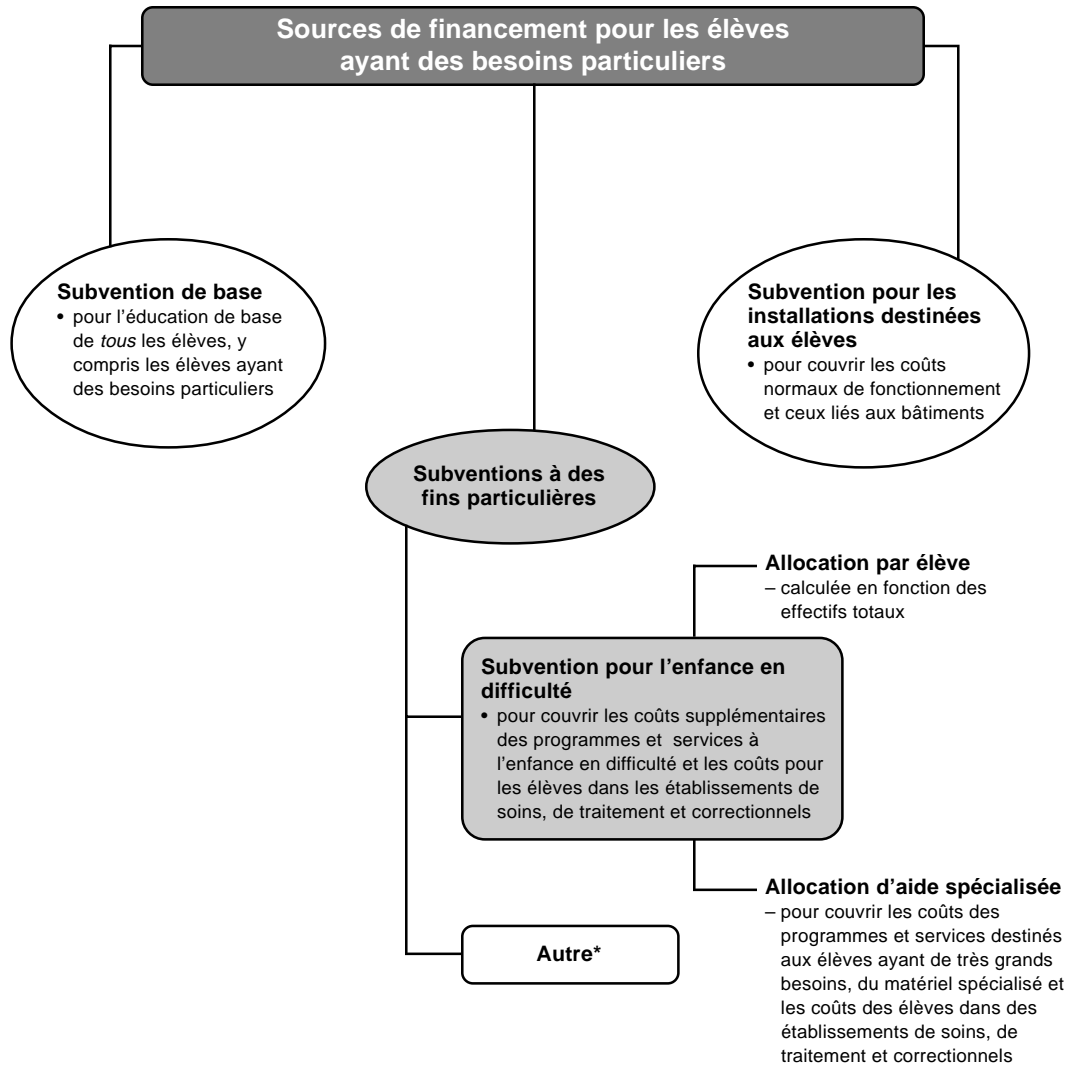 Sources de financement pour les élèves
ayant des besoins particuliers
Subvention de base
• pour l'éducation de base
de tous les élèves, y
compris les élèves ayant
des besoins particuliers
Subvention pour les
installations destinées
aux élèves
• pour couvrir les coûts
normaux de fonctionnement
et ceux liés aux bâtiments
Subventions à des
fins particulières
Allocation par élève
– calculée en fonction des
effectifs totaux
Subvention pour l'enfance en
difficulté
• pour couvrir les coûts supplémentaires
des programmes et services à
l'enfance en difficulté et les coûts pour
les élèves dans les établissements de
soins, de traitement et correctionnels
Allocation d'aide spécialisée
– pour couvrir les coûts des
programmes et services destinés
aux élèves ayant de très grands
besoins, du matériel spécialisé et
les coûts des élèves dans des
établissements de soins, de
traitement et correctionnels
Autre*